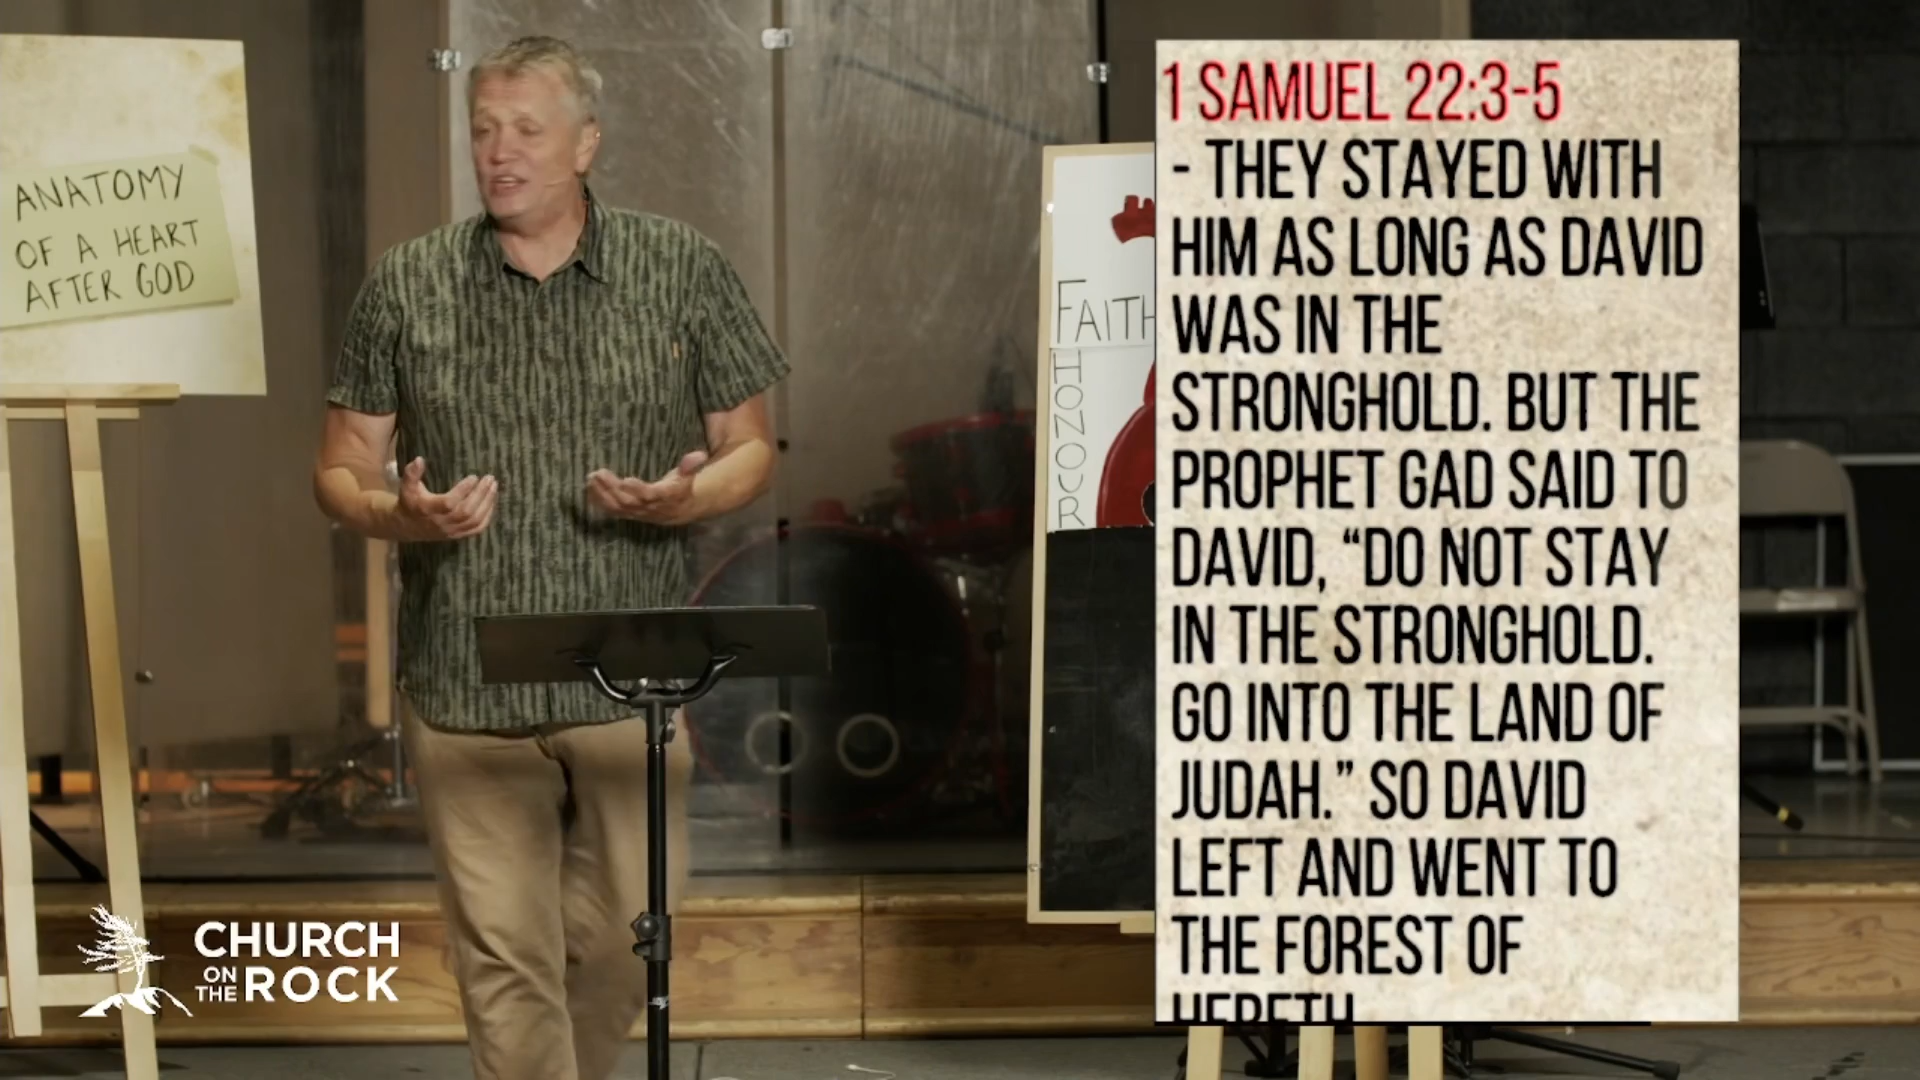 ANATOMY
OF A HEART
AFTER GOD
FAITH
HONOUR
1 SAMUEL 22:3-5
- THEY STAYED WITH
HIM AS LONG AS DAVID
WAS IN THE
STRONGHOLD. BUT THE
PROPHET GAD SAID TO
DAVID, “DO NOT STAY
IN THE STRONGHOLD.
GO INTO THE LAND OF
JUDAH.” SO DAVID
LEFT AND WENT TO
THE FOREST OF
HERETH
CHURCH
ON
THE ROCK